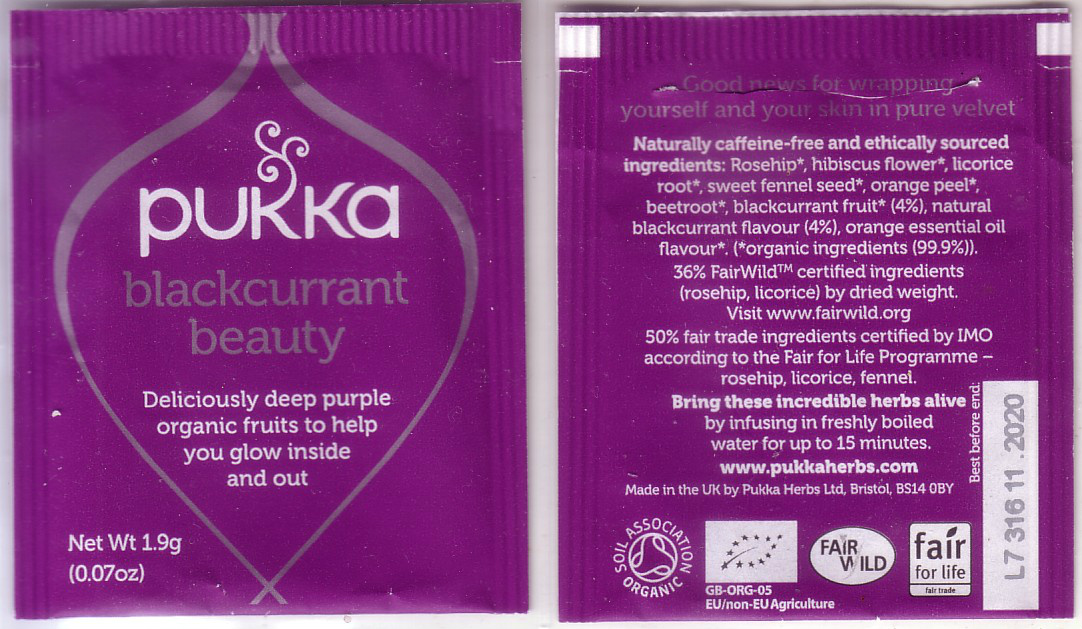 pukka
blackcurrant
beauty
Deliciously deep purple
organic fruits to help
you glow inside
and out
Net Wt 1.9g
(0.07oz)
Good news for wrapping
yourself and your skin in pure velvet
Naturally caffeine-free and ethically sourced
ingredients: Rosehip*, hibiscus flower*, licorice
root*, sweet fennel seed*, orange peel*,
beetroot*, blackcurrant fruit* (4%), natural
blackcurrant flavour (4%), orange essential oil
flavour*. (*organic ingredients (99.9%)).
36% FairWild™ certified ingredients
(rosehip, licorice) by dried weight.
Visit www.fairwild.org
50% fair trade ingredients certified by IMO
according to the Fair for Life Programme –
rosehip, licorice, fennel.
Bring these incredible herbs alive
by infusing in freshly boiled
water for up to 15 minutes.
www.pukkaherbs.com
Made in the UK by Pukka Herbs Ltd, Bristol, BS14 0BY
Best before end:
L7 316 11 .2020
SOIL ASSOCIATION
ORGANIC
GB-ORG-05
EU/non-EU Agriculture
FAIR
WILD
fair
for life
fair trade